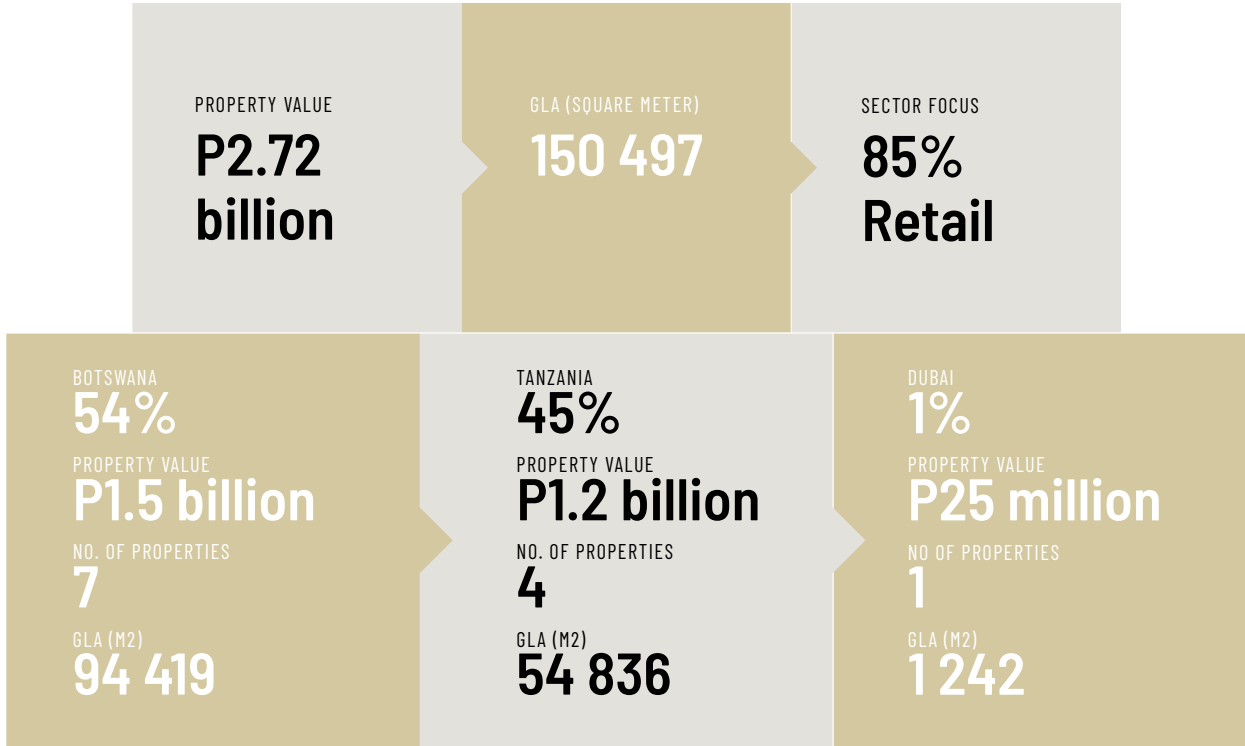 PROPERTY VALUE
P2.72
billion
GLA (SQUARE METER)
150 497
SECTOR FOCUS
85%
Retail
BOTSWANA
54%
PROPERTY VALUE
P1.5 billion
NO. OF PROPERTIES
7
GLA (M2)
94 419
TANZANIA
45%
PROPERTY VALUE
P1.2 billion
NO. OF PROPERTIES
4
GLA (M2)
54 836
DUBAI
1%
PROPERTY VALUE
P25 million
NO OF PROPERTIES
1
GLA (M2)
1 242